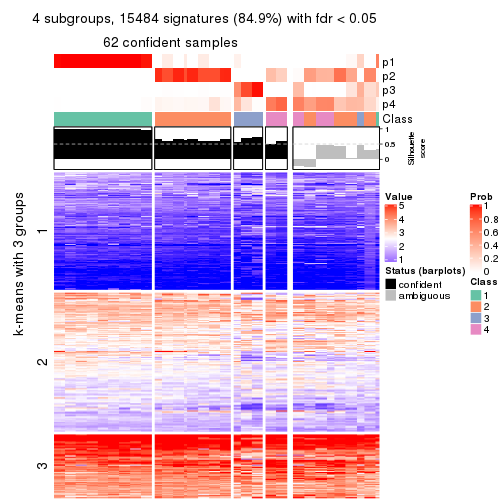 4 subgroups, 15484 signatures (84.9%) with fdr < 0.05
62 confident samples
p1
p2
p3
p4
Class
1
0.5
0
Silhouette
score
k-means with 3 groups
1
2
3
Value
5
4
3
2
1
Status (barplots)
confident
ambiguous
Prob
1
0.8
0.6
0.4
0.2
0
Class
1
2
3
4